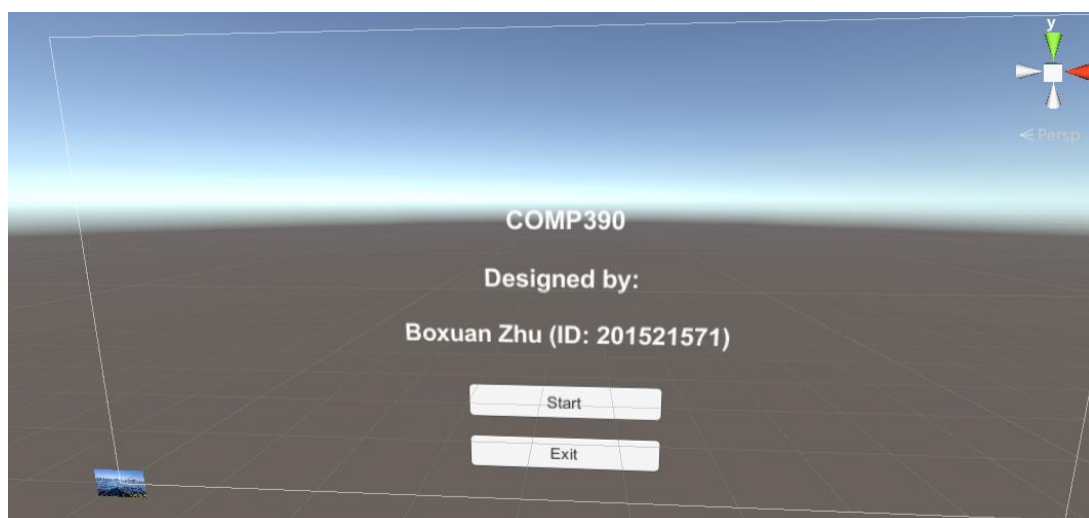 y
Persp
COMP390
Designed by:
Boxuan Zhu (ID: 201521571)
Start
Exit